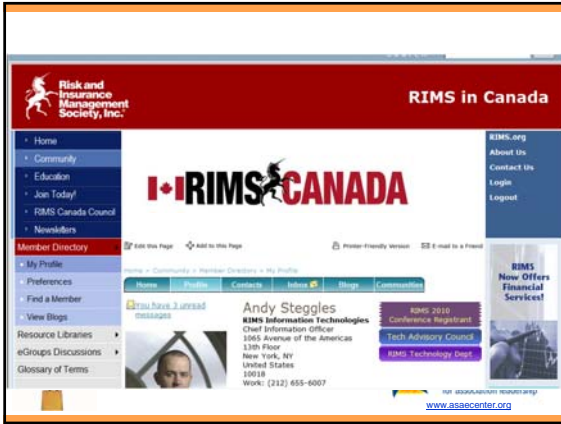 Risk and
Insurance
Management
Society, Inc.
RIMS in Canada
Home
Community
Education
Join Today!
RIMS Canada Council
Newsletters
Member Directory
My Profile
Preferences
Find a Member
View Blogs
Resource Libraries
eGroups Discussions
Glossary of Terms
RIMS CANADA
Edit this Page
Add to this Page
Printer-Friendly Version
E-mail to a Friend
Home > Community > Member Directory > My Profile
Home Profile Contacts Inbox Blogs Communities
You have 3 unread
messages
Andy Steggles
RIMS Information Technologies
Chief Information Officer
1065 Avenue of the Americas
13th Floor
New York, NY
United States
10018
Work: (212) 655-6007
RIMS 2010
Conference Registrant
Tech Advisory Council
RIMS Technology Dept
RIMS.org
About Us
Contact Us
Login
Logout
RIMS
Now Offers
Financial
Services!
for association leadership
www.asaecenter.org